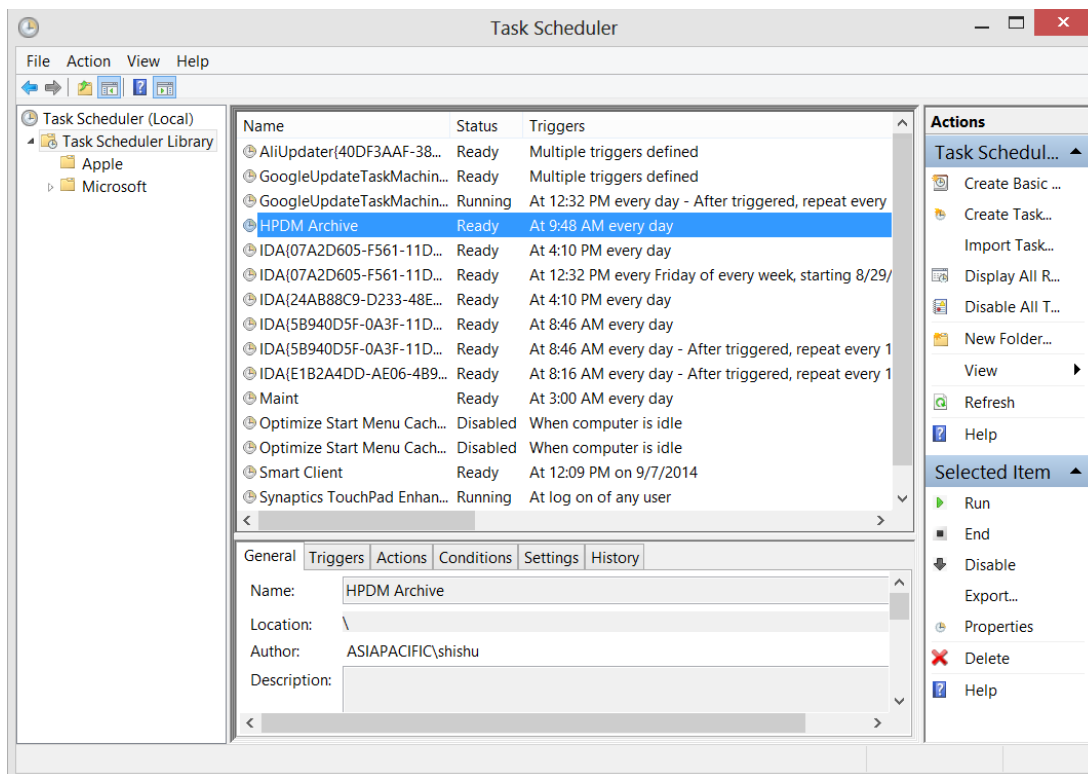 Task Scheduler
File Action View Help
Task Scheduler (Local)
Task Scheduler Library
Apple
Microsoft
Name Status Triggers
AliUpdater{40DF3AAF-38... Ready Multiple triggers defined
GoogleUpdateTaskMachin... Ready Multiple triggers defined
GoogleUpdateTaskMachin... Running At 12:32 PM every day - After triggered, repeat every
HPDM Archive Ready At 9:48 AM every day
IDA{07A2D605-F561-11D... Ready At 4:10 PM every day
IDA{07A2D605-F561-11D... Ready At 12:32 PM every Friday of every week, starting 8/29/
IDA{24AB88C9-D233-48E... Ready At 4:10 PM every day
IDA{5B940D5F-0A3F-11D... Ready At 8:46 AM every day
IDA{5B940D5F-0A3F-11D... Ready At 8:46 AM every day - After triggered, repeat every 1
IDA{E1B2A4DD-AE06-4B9... Ready At 8:16 AM every day - After triggered, repeat every 1
Maint Ready At 3:00 AM every day
Optimize Start Menu Cach... Disabled When computer is idle
Optimize Start Menu Cach... Disabled When computer is idle
Smart Client Ready At 12:09 PM on 9/7/2014
Synaptics TouchPad Enhan... Running At log on of any user
General Triggers Actions Conditions Settings History
Name: HPDM Archive
Location: \
Author: ASIAPACIFIC\shishu
Description:
Actions
Task Schedul...
Create Basic ...
Create Task...
Import Task...
Display All R...
Disable All T...
New Folder...
View
Refresh
Help
Selected Item
Run
End
Disable
Export...
Properties
Delete
Help